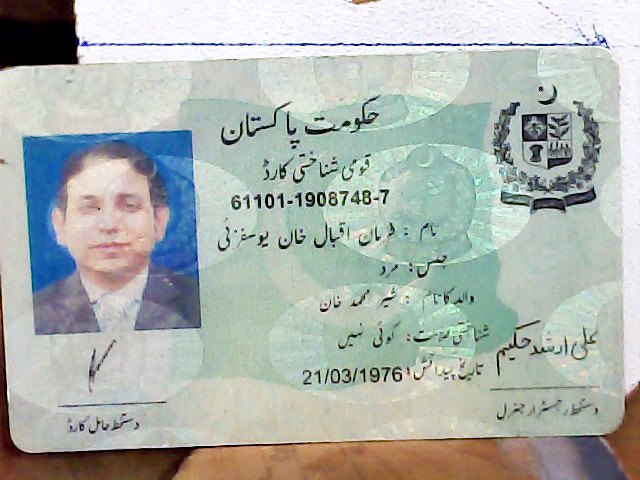 حکومت پاکستان
قومی شناختی کارڈ
61101-1908748-7
نام : فرمان اقبال خان یوسفزئی
جنس: مرد
والد کا نام : شیر محمد خان
شناختی علامت: کوئی نہیں
تاریخ پیدائش: 21/03/1976
علی ارشد حکیم
دستخط حامل کارڈ
دستخط رجسٹرار جنرل